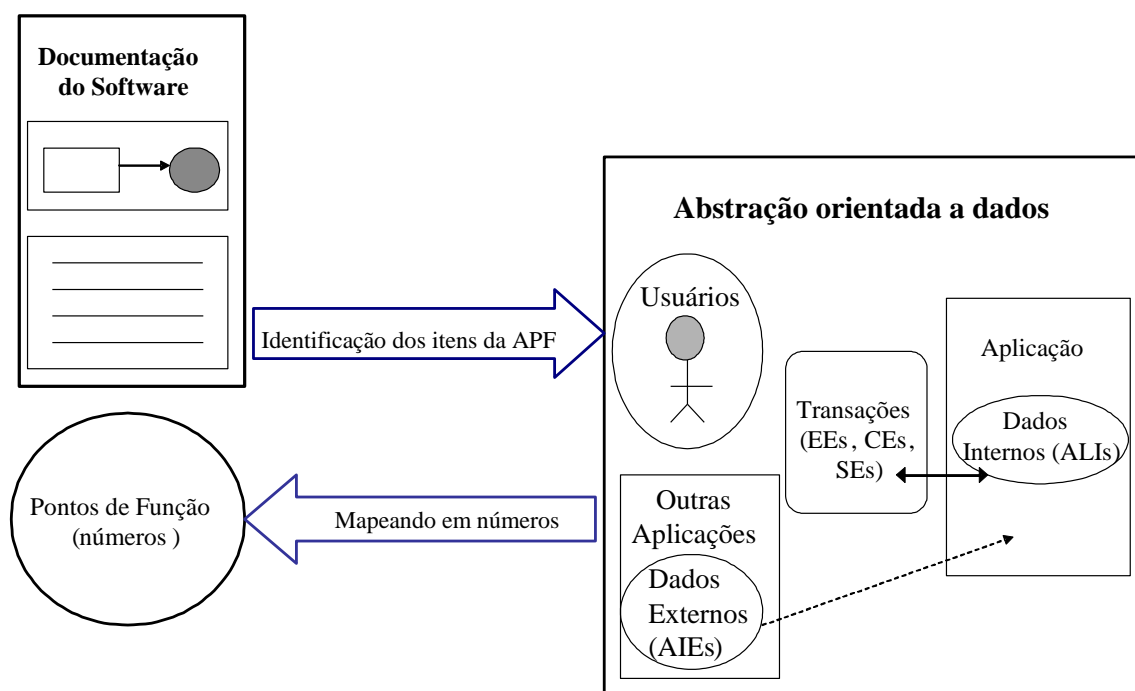 Documentação
do Software
Identificação dos itens da APF
Abstração orientada a dados
Usuários
Transações
(EEs, CEs,
SEs)
Aplicação
Dados
Internos (ALIs)
Outras
Aplicações
Dados
Externos
(AIEs)
Mapeando em números
Pontos de Função
(números )